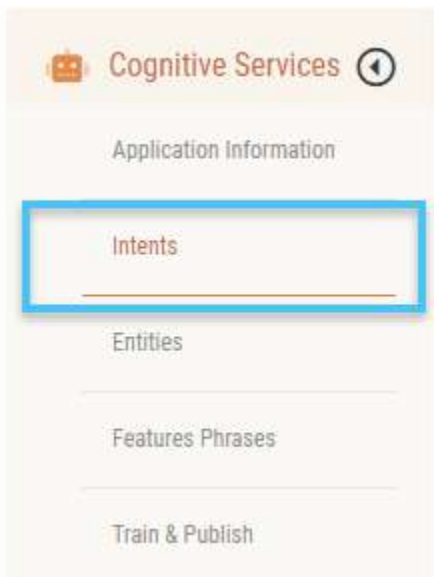 Cognitive Services
Application Information
Intents
Entities
Features Phrases
Train & Publish